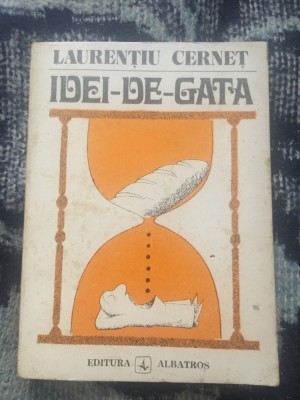 LAURENȚIU CERNEȚ
IDEI-DE-GATA
EDITURA ALBATROS